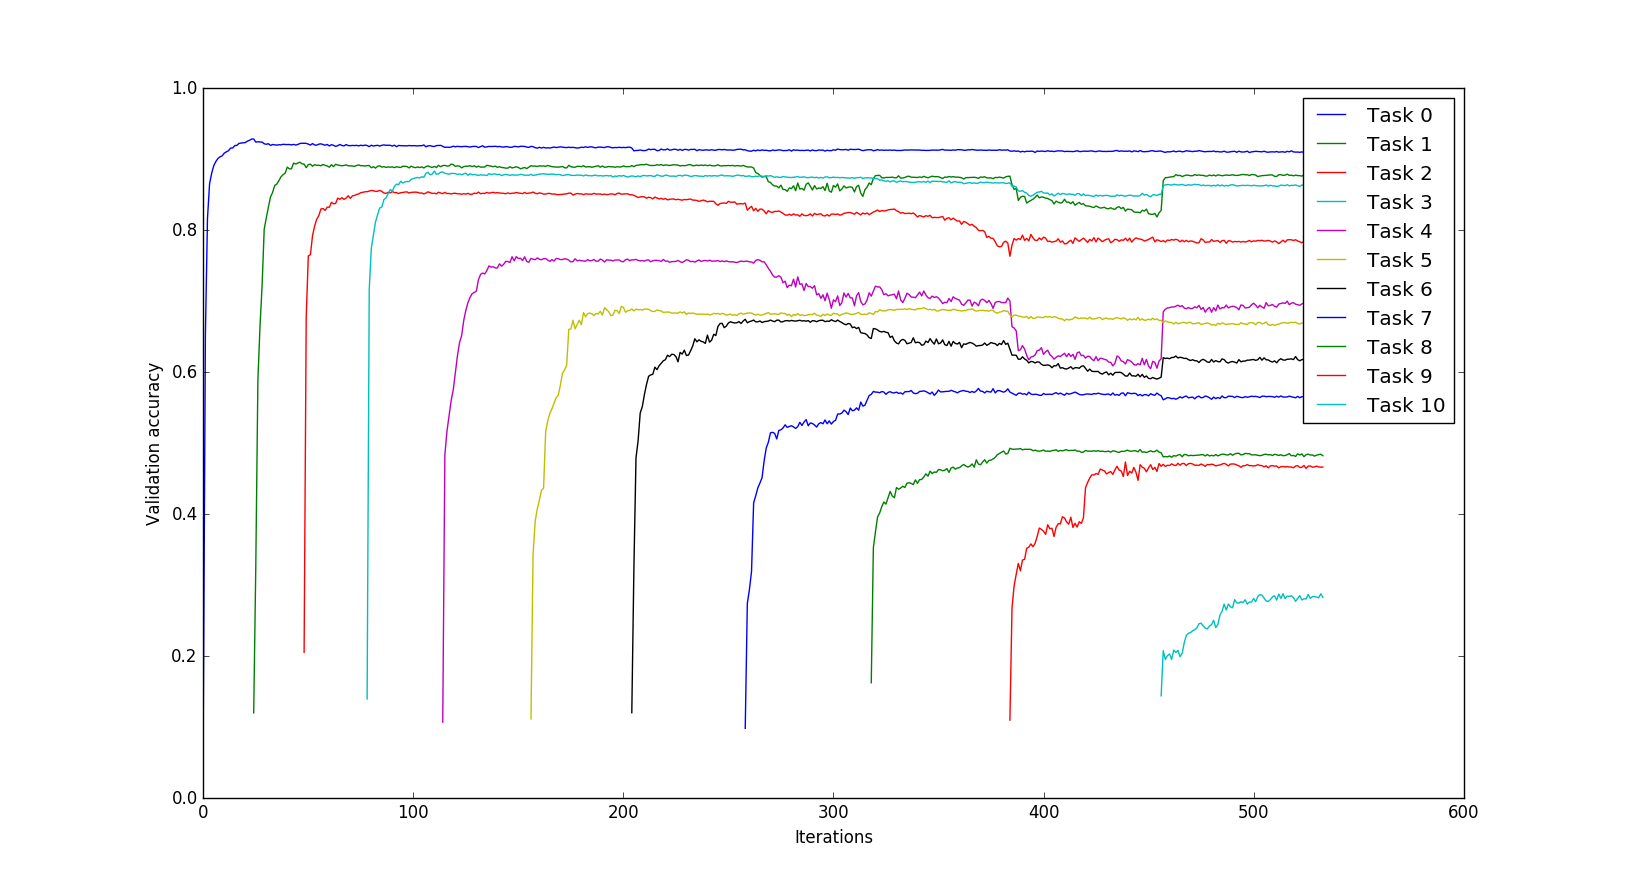 1.0
0.8
0.6
0.4
0.2
0.0
Validation accuracy
0 100 200 300 400 500 600
Iterations
Task 0
Task 1
Task 2
Task 3
Task 4
Task 5
Task 6
Task 7
Task 8
Task 9
Task 10